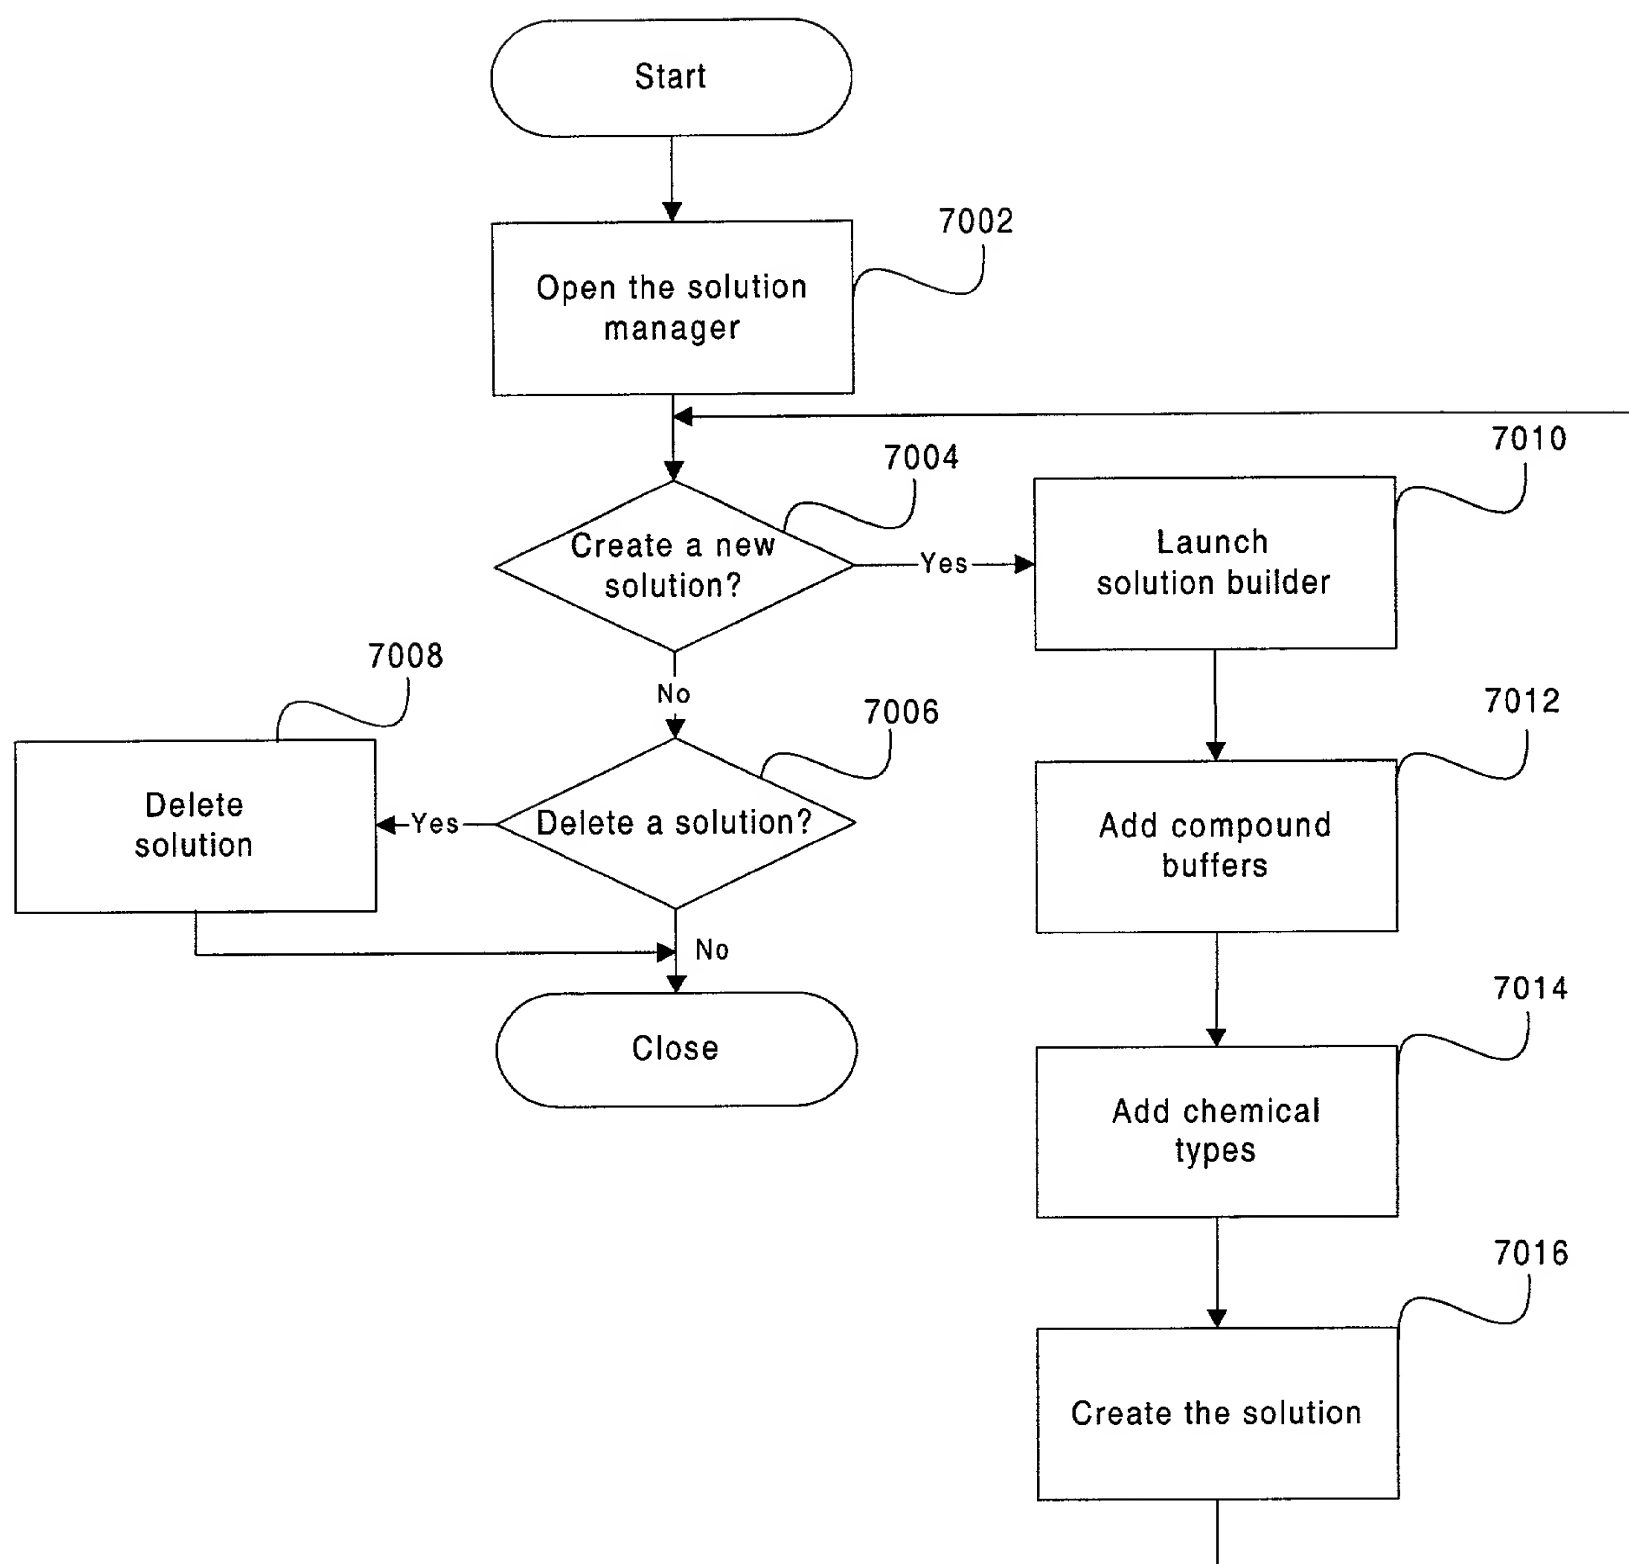 Start
7002
Open the solution
manager
7004
Create a new
solution?
Yes
7010
Launch
solution builder
No
7008
Delete
solution
Yes
7006
Delete a solution?
No
Close
7012
Add compound
buffers
7014
Add chemical
types
7016
Create the solution